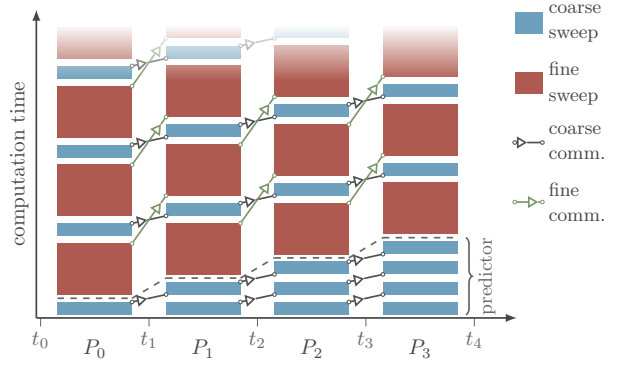 coarse
sweep
fine
sweep
coarse
comm.
fine
comm.
computation time
predictor
t0 t1 t2 t3 t4
P0 P1 P2 P3